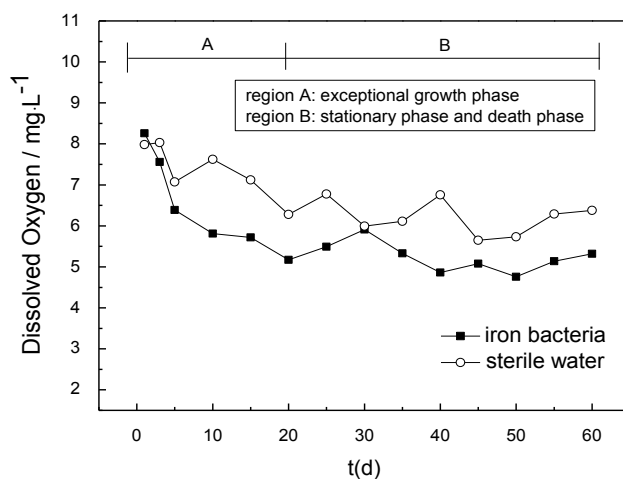 A
B
region A: exceptional growth phase
region B: stationary phase and death phase
11
10
9
8
7
6
5
4
3
2
Dissolved Oxygen / mg·L⁻¹
iron bacteria
sterile water
0 10 20 30 40 50 60
t(d)